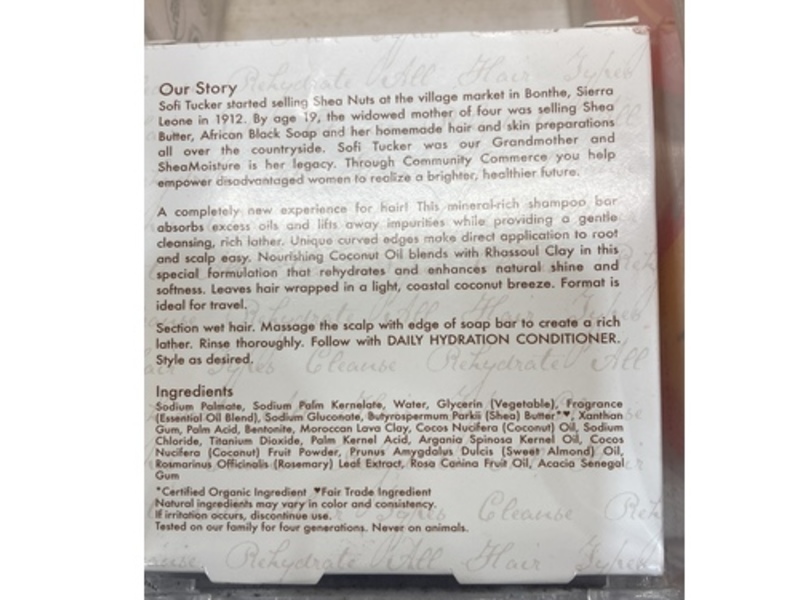 Our Story
Sofi Tucker started selling Shea Nuts at the village market in Bonthe, Sierra
Leone in 1912. By age 19, the widowed mother of four was selling Shea
Butter, African Black Soap and her homemade hair and skin preparations
all over the countryside. Sofi Tucker was our Grandmother and
SheaMoisture is her legacy. Through Community Commerce you help
empower disadvantaged women to realize a brighter, healthier future.
A completely new experience for hair! This mineral-rich shampoo bar
absorbs excess oils and lifts away impurities while providing a gentle
cleansing, rich lather. Unique curved edges make direct application to root
and scalp easy. Nourishing Coconut Oil blends with Rhassoul Clay in this
special formulation that rehydrates and enhances natural shine and
softness. Leaves hair wrapped in a light, coastal coconut breeze. Format is
ideal for travel.
Section wet hair. Massage the scalp with edge of soap bar to create a rich
lather. Rinse thoroughly. Follow with DAILY HYDRATION CONDITIONER.
Style as desired.
Ingredients
Sodium Palmate, Sodium Palm Kernelate, Water, Glycerin (Vegetable), Fragrance
(Essential Oil Blend), Sodium Gluconate, Butyrospermum Parkii (Shea) Butter*♥, Xanthan
Gum, Palm Acid, Bentonite, Moroccan Lava Clay, Cocos Nucifera (Coconut) Oil, Sodium
Chloride, Titanium Dioxide, Palm Kernel Acid, Argania Spinosa Kernel Oil, Cocos
Nucifera (Coconut) Fruit Powder, Prunus Amygdalus Dulcis (Sweet Almond) Oil,
Rosmarinus Officinalis (Rosemary) Leaf Extract, Rosa Canina Fruit Oil, Acacia Senegal
Gum
*Certified Organic Ingredient ♥Fair Trade Ingredient
Natural ingredients may vary in color and consistency.
If irritation occurs, discontinue use.
Tested on our family for four generations. Never on animals.
Rehydrate All Hair Types